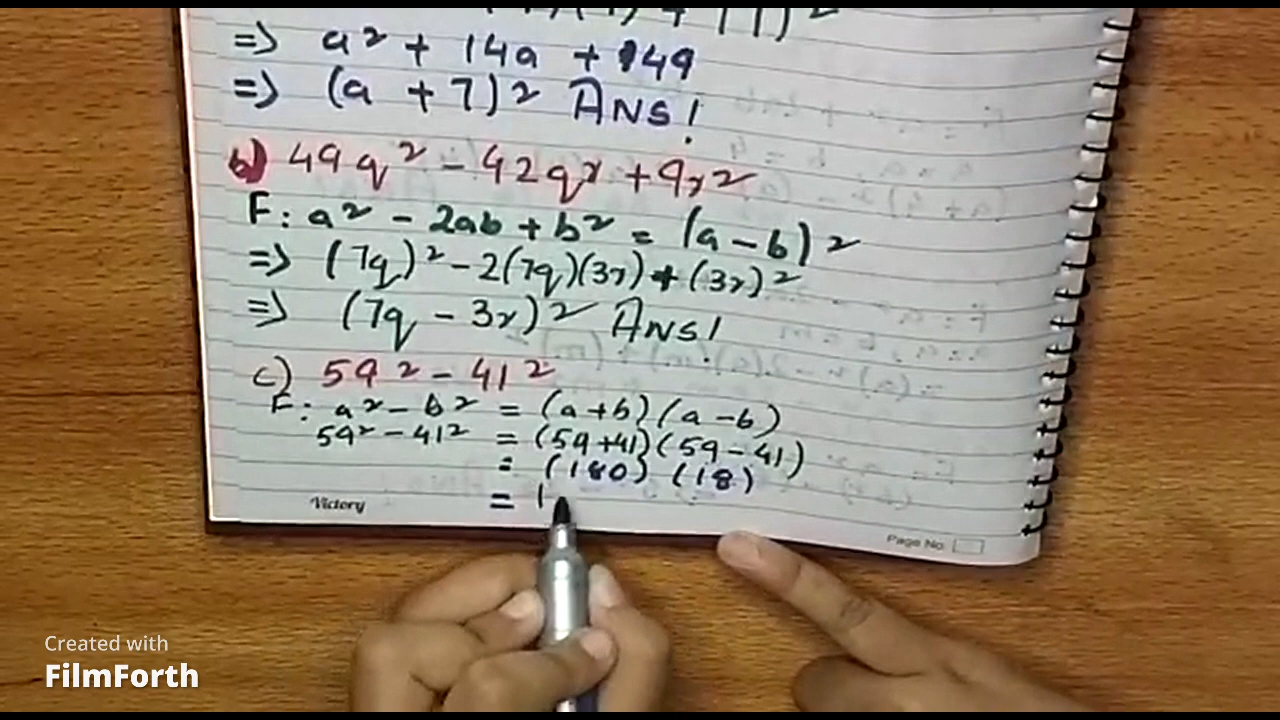 => a² + 14a + 49
=> (a + 7)² ANS!
b) 49q² - 42qr + 9r²
F: a² - 2ab + b² = (a - b)²
=> (7q)² - 2(7q)(3r) + (3r)²
=> (7q - 3r)² ANS!
c) 59² - 41²
F: a² - b² = (a+b)(a-b)
59² - 41² = (59+41)(59-41)
= (180) (18)
= 1
Victory
Page No.
Created with
FilmForth